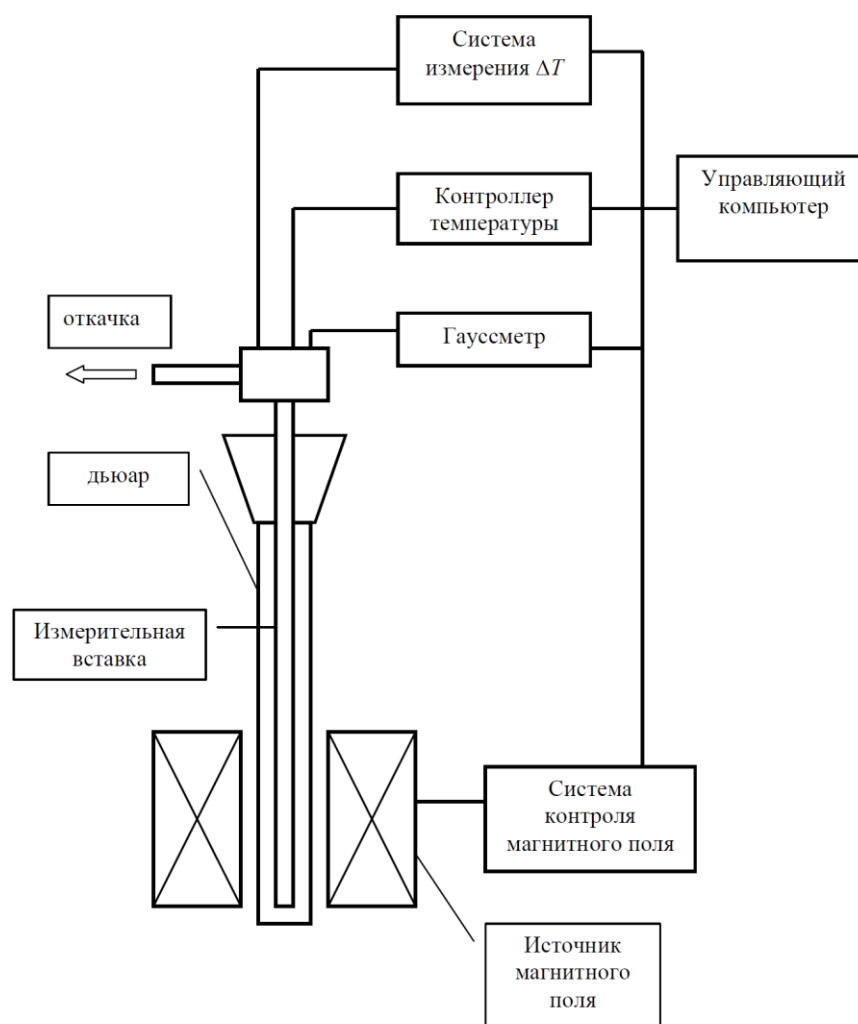 Система
измерения ΔT
Контроллер
температуры
Управляющий
компьютер
откачка
Гауссметр
дьюар
Измерительная
вставка
Система
контроля
магнитного поля
Источник
магнитного
поля